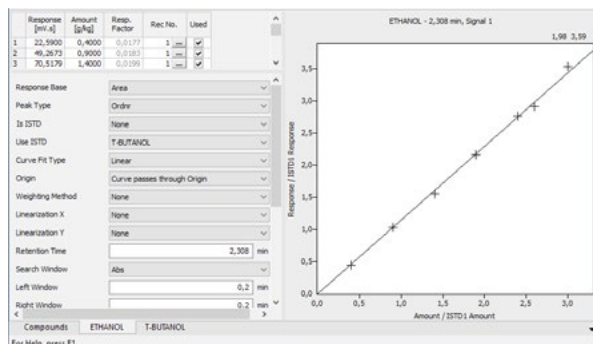 Response [mV.s] Amount [g/kg] Resp. Factor Rec No. Used
1 22,5900 0,4000 0,0177 1 ...
2 49,2673 0,9000 0,0183 1 ...
3 70,5179 1,4000 0,0199 1 ...
Response Base Area
Peak Type Ordnr
Is ISTD None
Use ISTD T-BUTANOL
Curve Fit Type Linear
Origin Curve passes through Origin
Weighting Method None
Linearization X None
Linearization Y None
Retention Time 2,308 min
Search Window Abs
Left Window 0,2 min
Right Window 0,2 min
Compounds ETHANOL T-BUTANOL
For Help, press F1
ETHANOL - 2,308 min, Signal 1
1,98 3,59
Response / ISTD1 Response
3,5
3,0
2,5
2,0
1,5
1,0
0,5
0,0
0,0 0,5 1,0 1,5 2,0 2,5 3,0
Amount / ISTD1 Amount